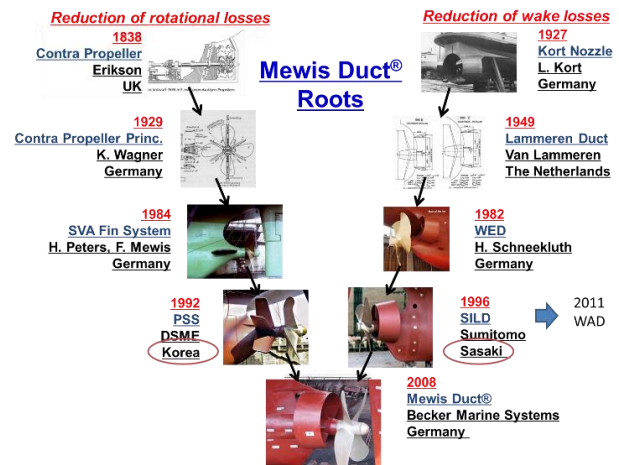 Reduction of rotational losses
Reduction of wake losses
1838
Contra Propeller
Erikson
UK
Mewis Duct®
Roots
1927
Kort Nozzle
L. Kort
Germany
1929
Contra Propeller Princ.
K. Wagner
Germany
1949
Lammeren Duct
Van Lammeren
The Netherlands
1984
SVA Fin System
H. Peters, F. Mewis
Germany
1982
WED
H. Schneekluth
Germany
1992
PSS
DSME
Korea
1996
SILD
Sumitomo
Sasaki
2011
WAD
2008
Mewis Duct®
Becker Marine Systems
Germany